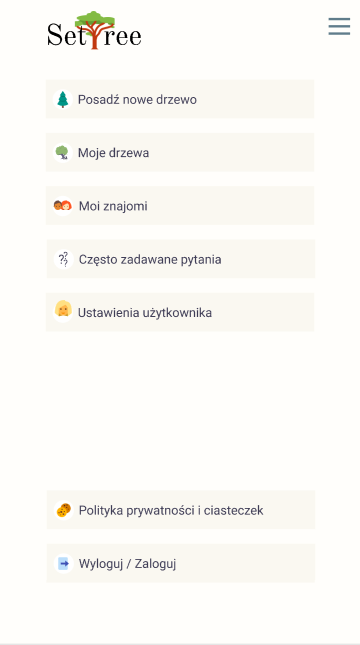 SetTree
Posadź nowe drzewo
Moje drzewa
Moi znajomi
Często zadawane pytania
Ustawienia użytkownika
Polityka prywatności i ciasteczek
Wyloguj / Zaloguj